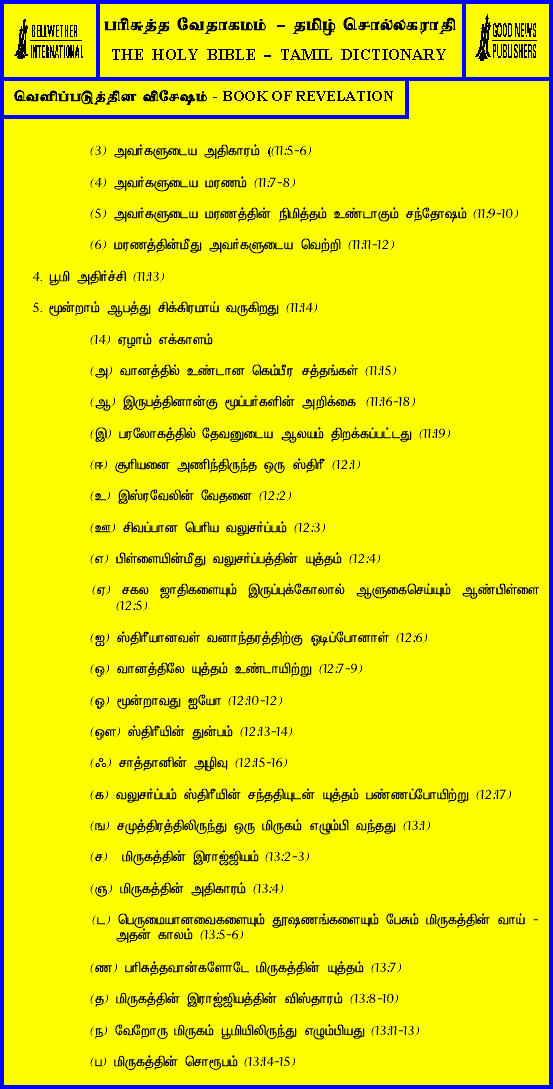 BELLWETHER
INTERNATIONAL
பரிசுத்த வேதாகமம் – தமிழ் சொல்லகராதி
THE HOLY BIBLE – TAMIL DICTIONARY
GOOD NEWS
PUBLISHERS
வெளிப்படுத்தின விசேஷம் - BOOK OF REVELATION
(3) அவர்களுடைய அதிகாரம் ((11:5-6)
(4) அவர்களுடைய மரணம் (11:7-8)
(5) அவர்களுடைய மரணத்தின் நிமித்தம் உண்டாகும் சந்தோஷம் (11:9-10)
(6) மரணத்தின்மீது அவர்களுடைய வெற்றி (11:11-12)
4. பூமி அதிர்ச்சி (11:13)
5. மூன்றாம் ஆபத்து சிக்கிரமாய் வருகிறது (11:14)
(14) ஏழாம் எக்காளம்
(அ) வானத்தில் உண்டான கெம்பீர சத்தங்கள் (11:15)
(ஆ) இருபத்தினான்கு மூப்பர்களின் அறிக்கை (11:16-18)
(இ) பரலோகத்தில் தேவனுடைய ஆலயம் திறக்கப்பட்டது (11:19)
(ஈ) சூரியனை அணிந்திருந்த ஒரு ஸ்திரீ (12:1)
(உ) இஸ்ரவேலின் வேதனை (12:2)
(ஊ) சிவப்பான பெரிய வலுசர்ப்பம் (12:3)
(எ) பிள்ளையின்மீது வலுசர்ப்பத்தின் யுத்தம் (12:4)
(ஏ) சகல ஜாதிகளையும் இருப்புக்கோலால் ஆளுகைசெய்யும் ஆண்பிள்ளை
(12:5)
(ஐ) ஸ்திரீயானவள் வனாந்தரத்திற்கு ஓடிப்போனாள் (12:6)
(ஒ) வானத்திலே யுத்தம் உண்டாயிற்று (12:7-9)
(ஓ) மூன்றாவது ஐயோ (12:10-12)
(ஔ) ஸ்திரீயின் துன்பம் (12:13-14)
(ஃ) சாத்தானின் அழிவு (12:15-16)
(க) வலுசர்ப்பம் ஸ்திரீயின் சந்ததியுடன் யுத்தம் பண்ணப்போயிற்று (12:17)
(ங) சமுத்திரத்திலிருந்து ஒரு மிருகம் எழும்பி வந்தது (13:1)
(ச) மிருகத்தின் இராஜ்ஜியம் (13:2-3)
(ஞ) மிருகத்தின் அதிகாரம் (13:4)
(ட) பெருமையானவைகளையும் தூஷணங்களையும் பேசும் மிருகத்தின் வாய் -
அதன் காலம் (13:5-6)
(ண) பரிசுத்தவான்களோடே மிருகத்தின் யுத்தம் (13:7)
(த) மிருகத்தின் இராஜ்ஜியத்தின் விஸ்தாரம் (13:8-10)
(ந) வேறோரு மிருகம் பூமியிலிருந்து எழும்பியது (13:11-13)
(ப) மிருகத்தின் சொரூபம் (13:14-15)